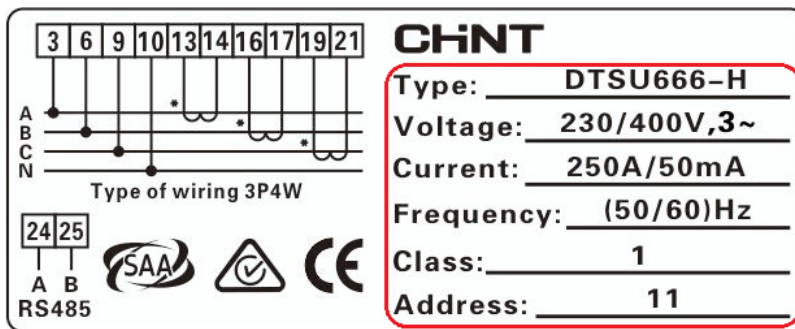 3 6 9 10 13 14 16 17 19 21
A
B
C
N
* * *
Type of wiring 3P4W
24 25
A B
RS485
SAA
CE
CHNT
Type: DTSU666-H
Voltage: 230/400V,3~
Current: 250A/50mA
Frequency: (50/60)Hz
Class: 1
Address: 11